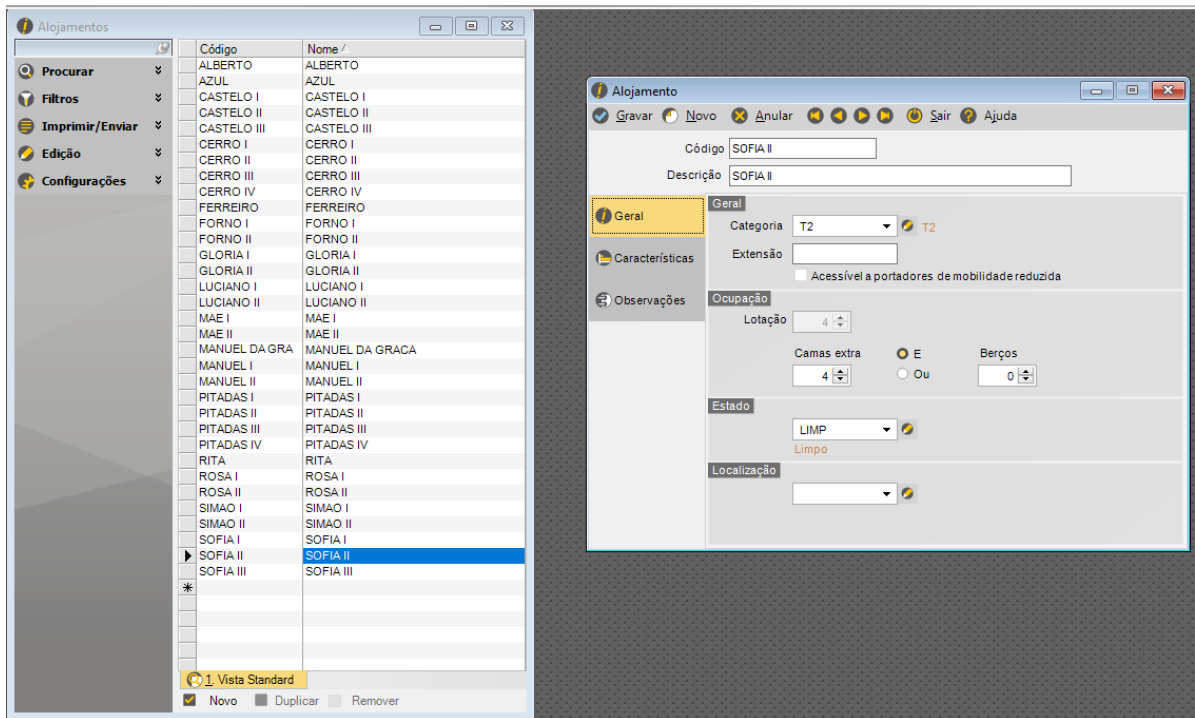 Alojamentos
Procurar
Filtros
Imprimir/Enviar
Edição
Configurações
Código Nome
ALBERTO ALBERTO
AZUL AZUL
CASTELO I CASTELO I
CASTELO II CASTELO II
CASTELO III CASTELO III
CERRO I CERRO I
CERRO II CERRO II
CERRO III CERRO III
CERRO IV CERRO IV
FERREIRO FERREIRO
FORNO I FORNO I
FORNO II FORNO II
GLORIA I GLORIA I
GLORIA II GLORIA II
LUCIANO I LUCIANO I
LUCIANO II LUCIANO II
MAE I MAE I
MAE II MAE II
MANUEL DA GRA MANUEL DA GRACA
MANUEL I MANUEL I
MANUEL II MANUEL II
PITADAS I PITADAS I
PITADAS II PITADAS II
PITADAS III PITADAS III
PITADAS IV PITADAS IV
RITA RITA
ROSA I ROSA I
ROSA II ROSA II
SIMAO I SIMAO I
SIMAO II SIMAO II
SOFIA I SOFIA I
SOFIA II SOFIA II
SOFIA III SOFIA III
1. Vista Standard
Novo Duplicar Remover
Alojamento
Gravar Novo Anular Sair Ajuda
Código SOFIA II
Descrição SOFIA II
Geral
Características
Observações
Geral
Categoria T2 T2
Extensão
Acessível a portadores de mobilidade reduzida
Ocupação
Lotação 4
Camas extra E Berços
4 Ou 0
Estado
LIMP
Limpo
Localização